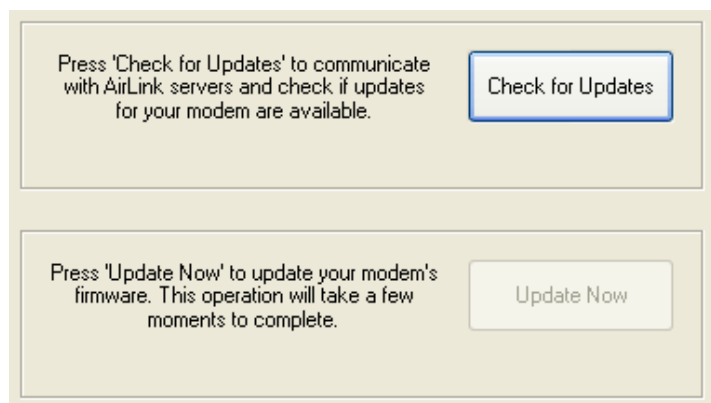 Press 'Check for Updates' to communicate
with AirLink servers and check if updates
for your modem are available.
Check for Updates
Press 'Update Now' to update your modem's
firmware. This operation will take a few
moments to complete.
Update Now